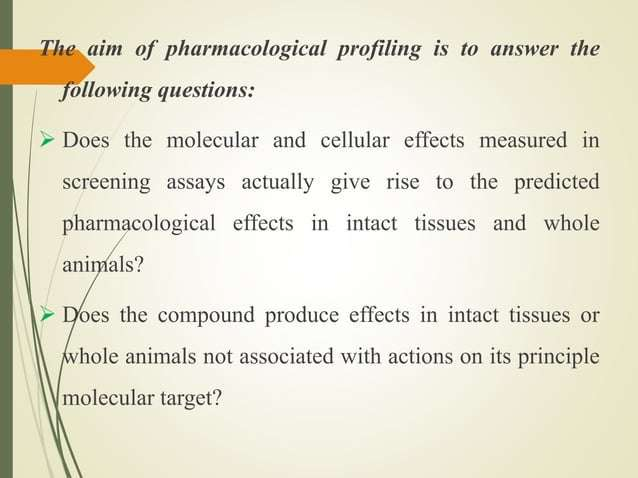 The aim of pharmacological profiling is to answer the
following questions:
Does the molecular and cellular effects measured in
screening assays actually give rise to the predicted
pharmacological effects in intact tissues and whole
animals?
Does the compound produce effects in intact tissues or
whole animals not associated with actions on its principle
molecular target?